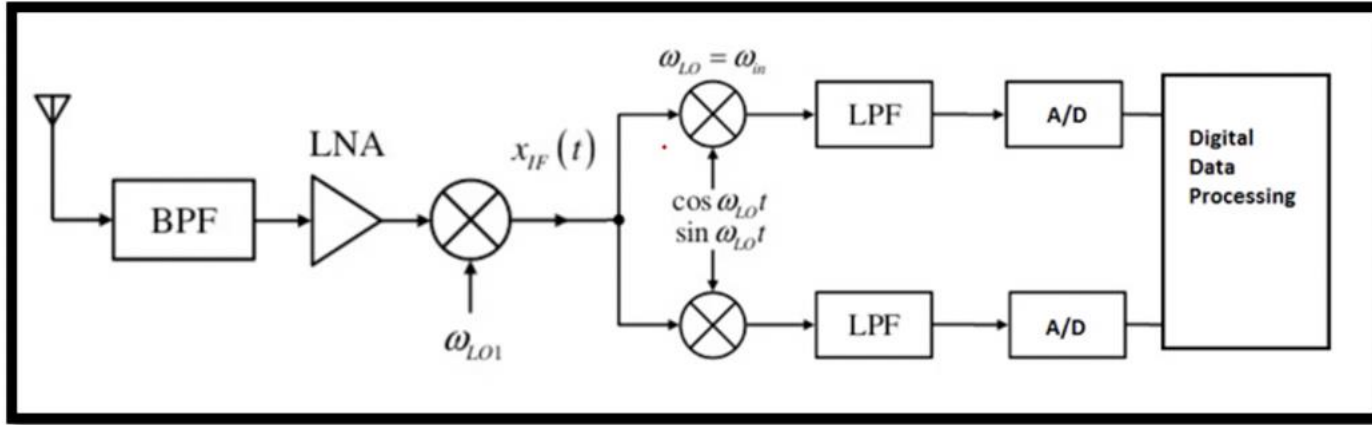 ω_LO = ω_in
LNA
x_IF (t)
BPF
ω_LO1
cos ω_LO t
sin ω_LO t
LPF
A/D
LPF
A/D
Digital
Data
Processing